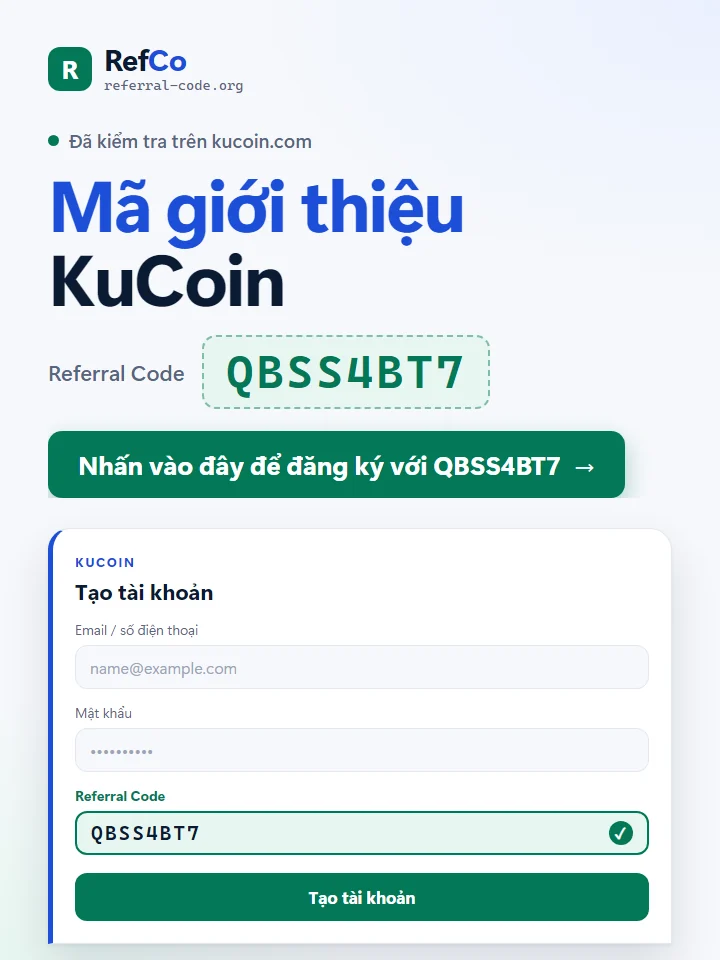 R
RefCo
referral-code.org
Đã kiểm tra trên kucoin.com
Mã giới thiệu
KuCoin
Referral Code QBSS4BT7
Nhấn vào đây để đăng ký với QBSS4BT7 →
KUCOIN
Tạo tài khoản
Email / số điện thoại
name@example.com
Mật khẩu
••••••••••
Referral Code
QBSS4BT7
Tạo tài khoản